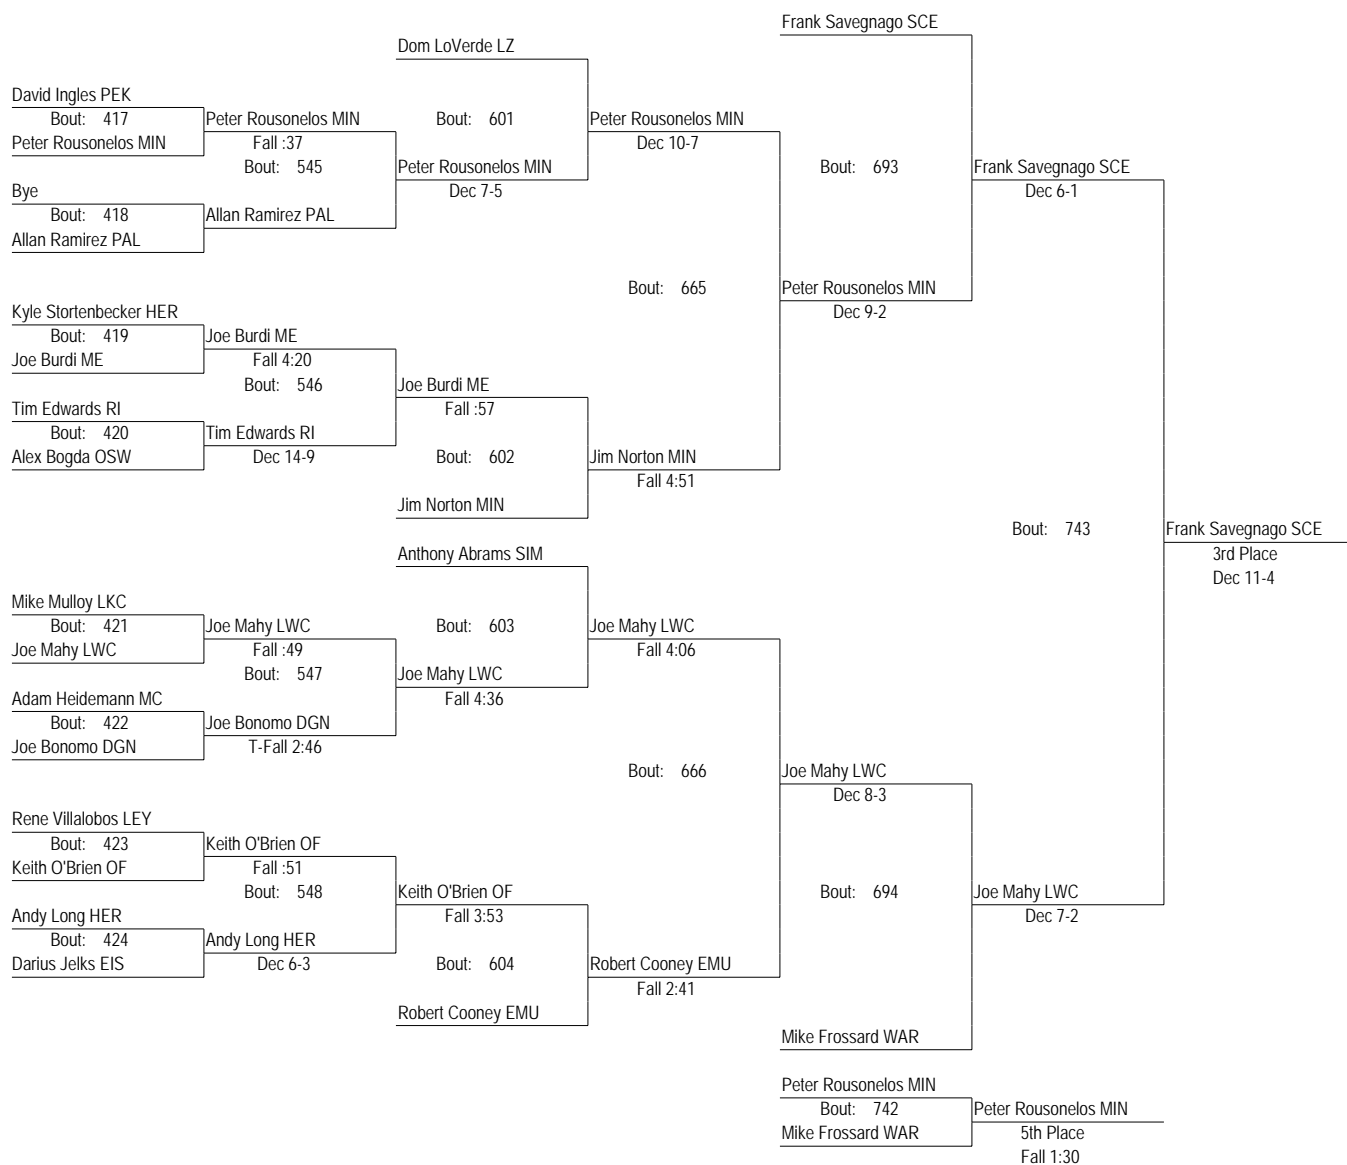 Frank Savegnago SCE
Dom LoVerde LZ
David Ingles PEK
Bout: 417
Peter Rousonelos MIN
Peter Rousonelos MIN
Fall :37
Bout: 545
Bye
Bout: 418
Allan Ramirez PAL
Allan Ramirez PAL
Bout: 601
Peter Rousonelos MIN
Dec 7-5
Peter Rousonelos MIN
Dec 10-7
Bout: 693
Frank Savegnago SCE
Dec 6-1
Bout: 665
Peter Rousonelos MIN
Dec 9-2
Kyle Stortenbecker HER
Bout: 419
Joe Burdi ME
Joe Burdi ME
Fall 4:20
Bout: 546
Tim Edwards RI
Bout: 420
Alex Bogda OSW
Tim Edwards RI
Dec 14-9
Joe Burdi ME
Fall :57
Bout: 602
Jim Norton MIN
Jim Norton MIN
Fall 4:51
Bout: 743
Frank Savegnago SCE
3rd Place
Dec 11-4
Anthony Abrams SIM
Mike Mulloy LKC
Bout: 421
Joe Mahy LWC
Joe Mahy LWC
Fall :49
Bout: 547
Adam Heidemann MC
Bout: 422
Joe Bonomo DGN
Joe Bonomo DGN
T-Fall 2:46
Bout: 603
Joe Mahy LWC
Fall 4:36
Joe Mahy LWC
Fall 4:06
Bout: 666
Joe Mahy LWC
Dec 8-3
Rene Villalobos LEY
Bout: 423
Keith O'Brien OF
Keith O'Brien OF
Fall :51
Bout: 548
Andy Long HER
Bout: 424
Darius Jelks EIS
Andy Long HER
Dec 6-3
Keith O'Brien OF
Fall 3:53
Bout: 604
Robert Cooney EMU
Robert Cooney EMU
Fall 2:41
Bout: 694
Joe Mahy LWC
Dec 7-2
Mike Frossard WAR
Peter Rousonelos MIN
Bout: 742
Mike Frossard WAR
Peter Rousonelos MIN
5th Place
Fall 1:30